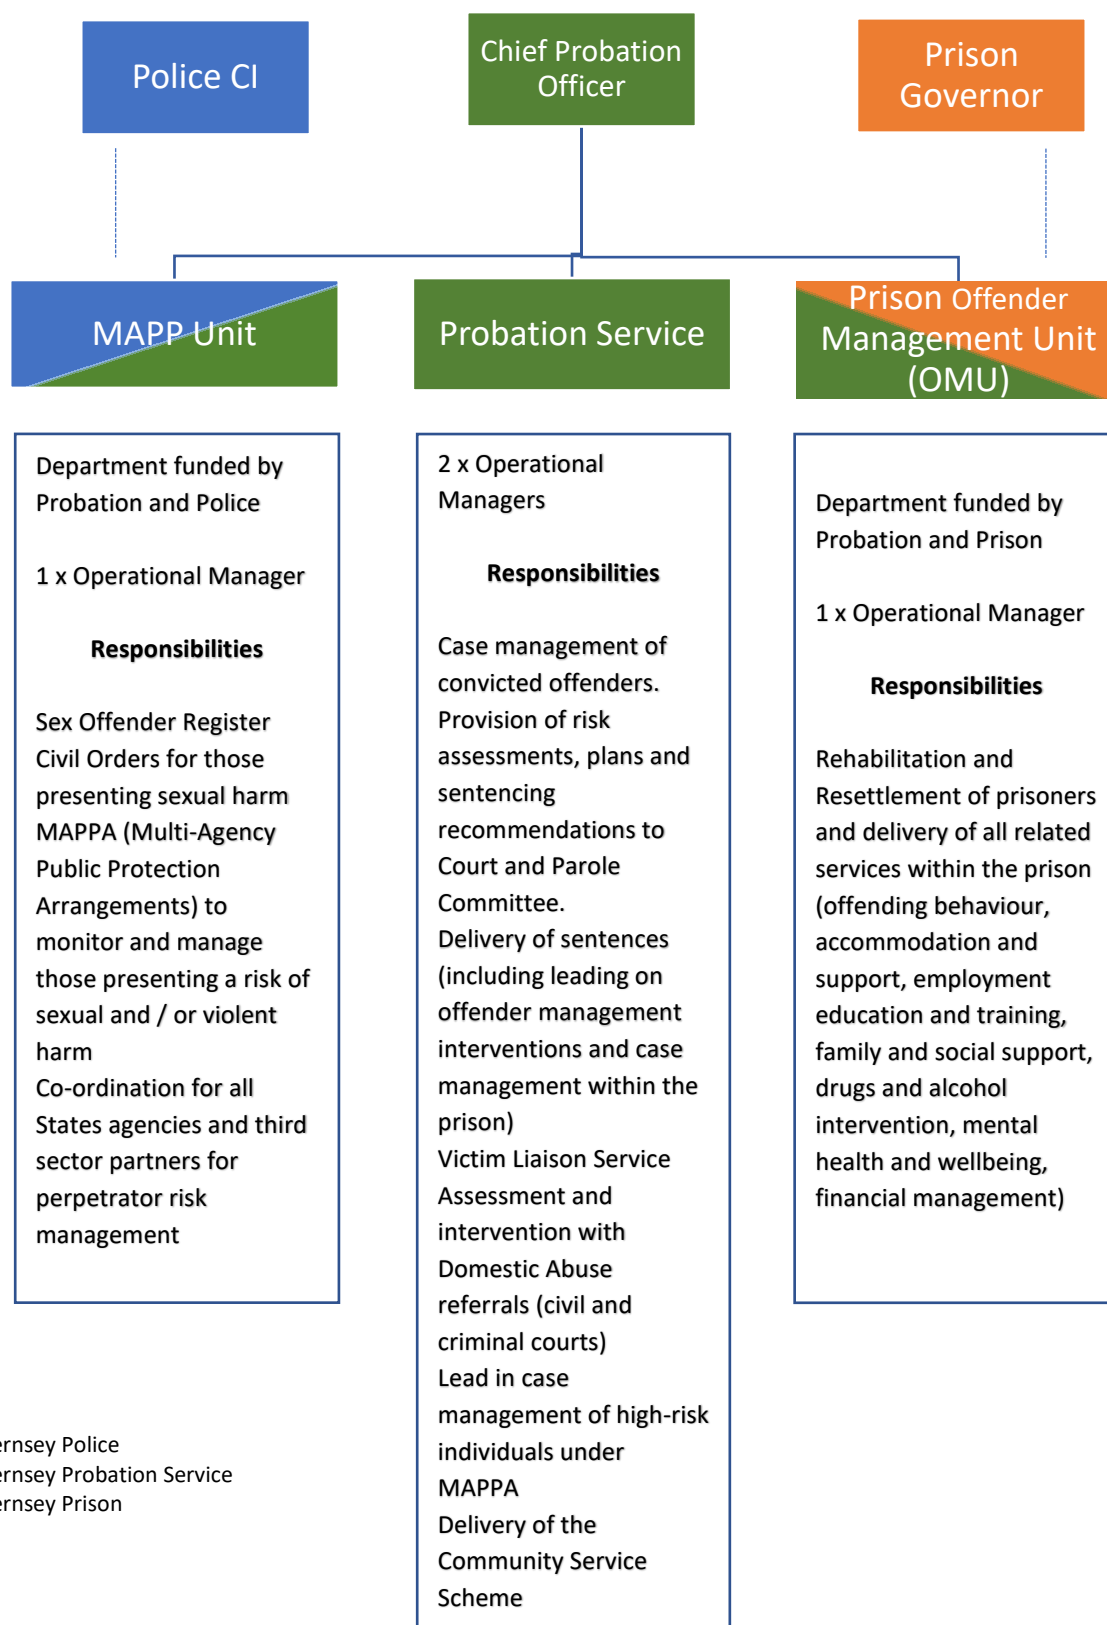 Police CI
Chief Probation
Officer
Prison
Governor
MAPP Unit
Probation Service
Prison Offender
Management Unit
(OMU)
Department funded by
Probation and Police
1 x Operational Manager
Responsibilities
Sex Offender Register
Civil Orders for those
presenting sexual harm
MAPPA (Multi-Agency
Public Protection
Arrangements) to
monitor and manage
those presenting a risk of
sexual and / or violent
harm
Co-ordination for all
States agencies and third
sector partners for
perpetrator risk
management
2 x Operational
Managers
Responsibilities
Case management of
convicted offenders.
Provision of risk
assessments, plans and
sentencing
recommendations to
Court and Parole
Committee.
Delivery of sentences
(including leading on
offender management
interventions and case
management within the
prison)
Victim Liaison Service
Assessment and
intervention with
Domestic Abuse
referrals (civil and
criminal courts)
Lead in case
management of high-risk
individuals under
MAPPA
Delivery of the
Community Service
Scheme
Department funded by
Probation and Prison
1 x Operational Manager
Responsibilities
Rehabilitation and
Resettlement of prisoners
and delivery of all related
services within the prison
(offending behaviour,
accommodation and
support, employment
education and training,
family and social support,
drugs and alcohol
intervention, mental
health and wellbeing,
financial management)
ernsey Police
ernsey Probation Service
ernsey Prison